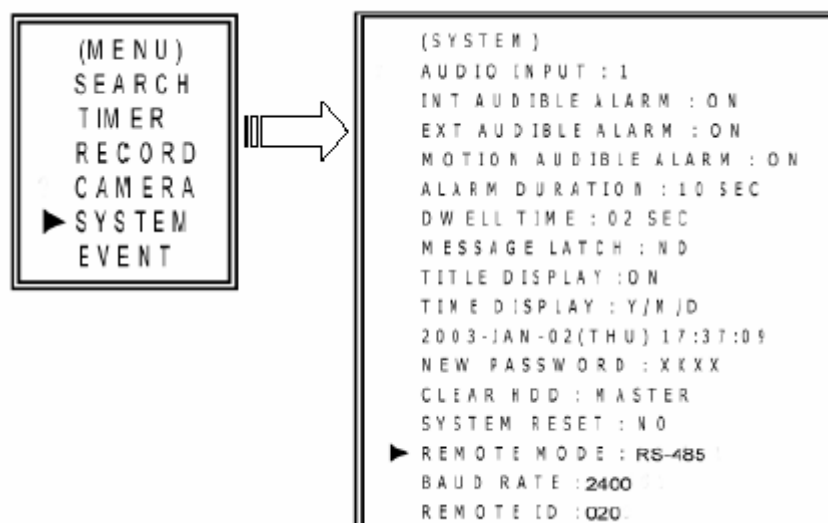 (MENU)
SEARCH
TIMER
RECORD
CAMERA
SYSTEM
EVENT
(SYSTEM)
AUDIO INPUT : 1
INT AUDIBLE ALARM : ON
EXT AUDIBLE ALARM : ON
MOTION AUDIBLE ALARM : ON
ALARM DURATION : 10 SEC
DWELL TIME : 02 SEC
MESSAGE LATCH : NO
TITLE DISPLAY :ON
TIME DISPLAY : Y/M/D
2003-JAN-02(THU) 17:37:09
NEW PASSWORD : XXXX
CLEAR HDD : MASTER
SYSTEM RESET : NO
REMOTE MODE : RS-485
BAUD RATE : 2400
REMOTE ID : 020